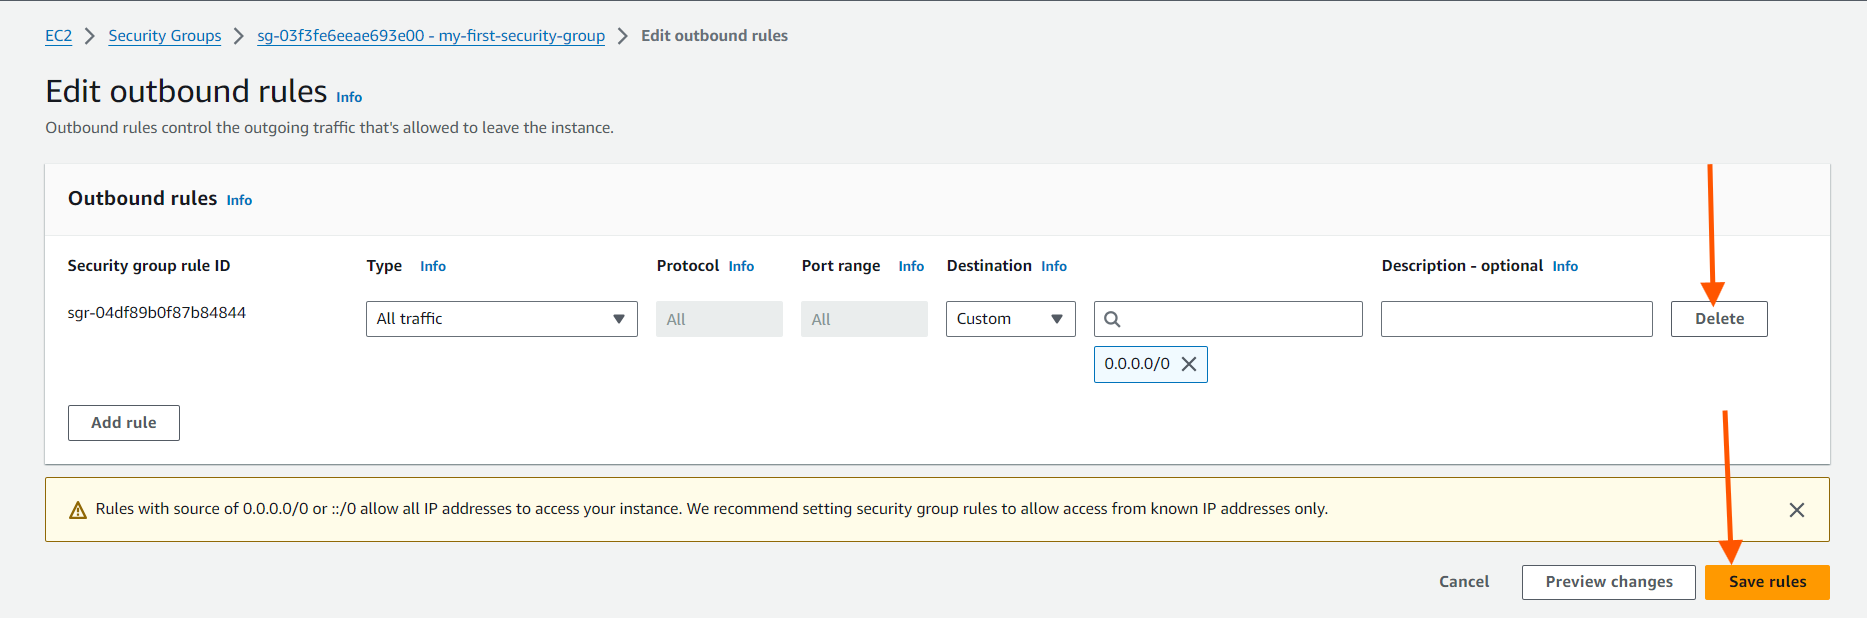 EC2 > Security Groups > sg-03f3fe6eeae693e00 - my-first-security-group > Edit outbound rules
Edit outbound rules Info
Outbound rules control the outgoing traffic that's allowed to leave the instance.
Outbound rules Info
Security group rule ID Type Info Protocol Info Port range Info Destination Info Description - optional Info
sgr-04df89b0f87b84844 All traffic All All Custom Delete
0.0.0.0/0
Add rule
Rules with source of 0.0.0.0/0 or ::/0 allow all IP addresses to access your instance. We recommend setting security group rules to allow access from known IP addresses only.
Cancel Preview changes Save rules